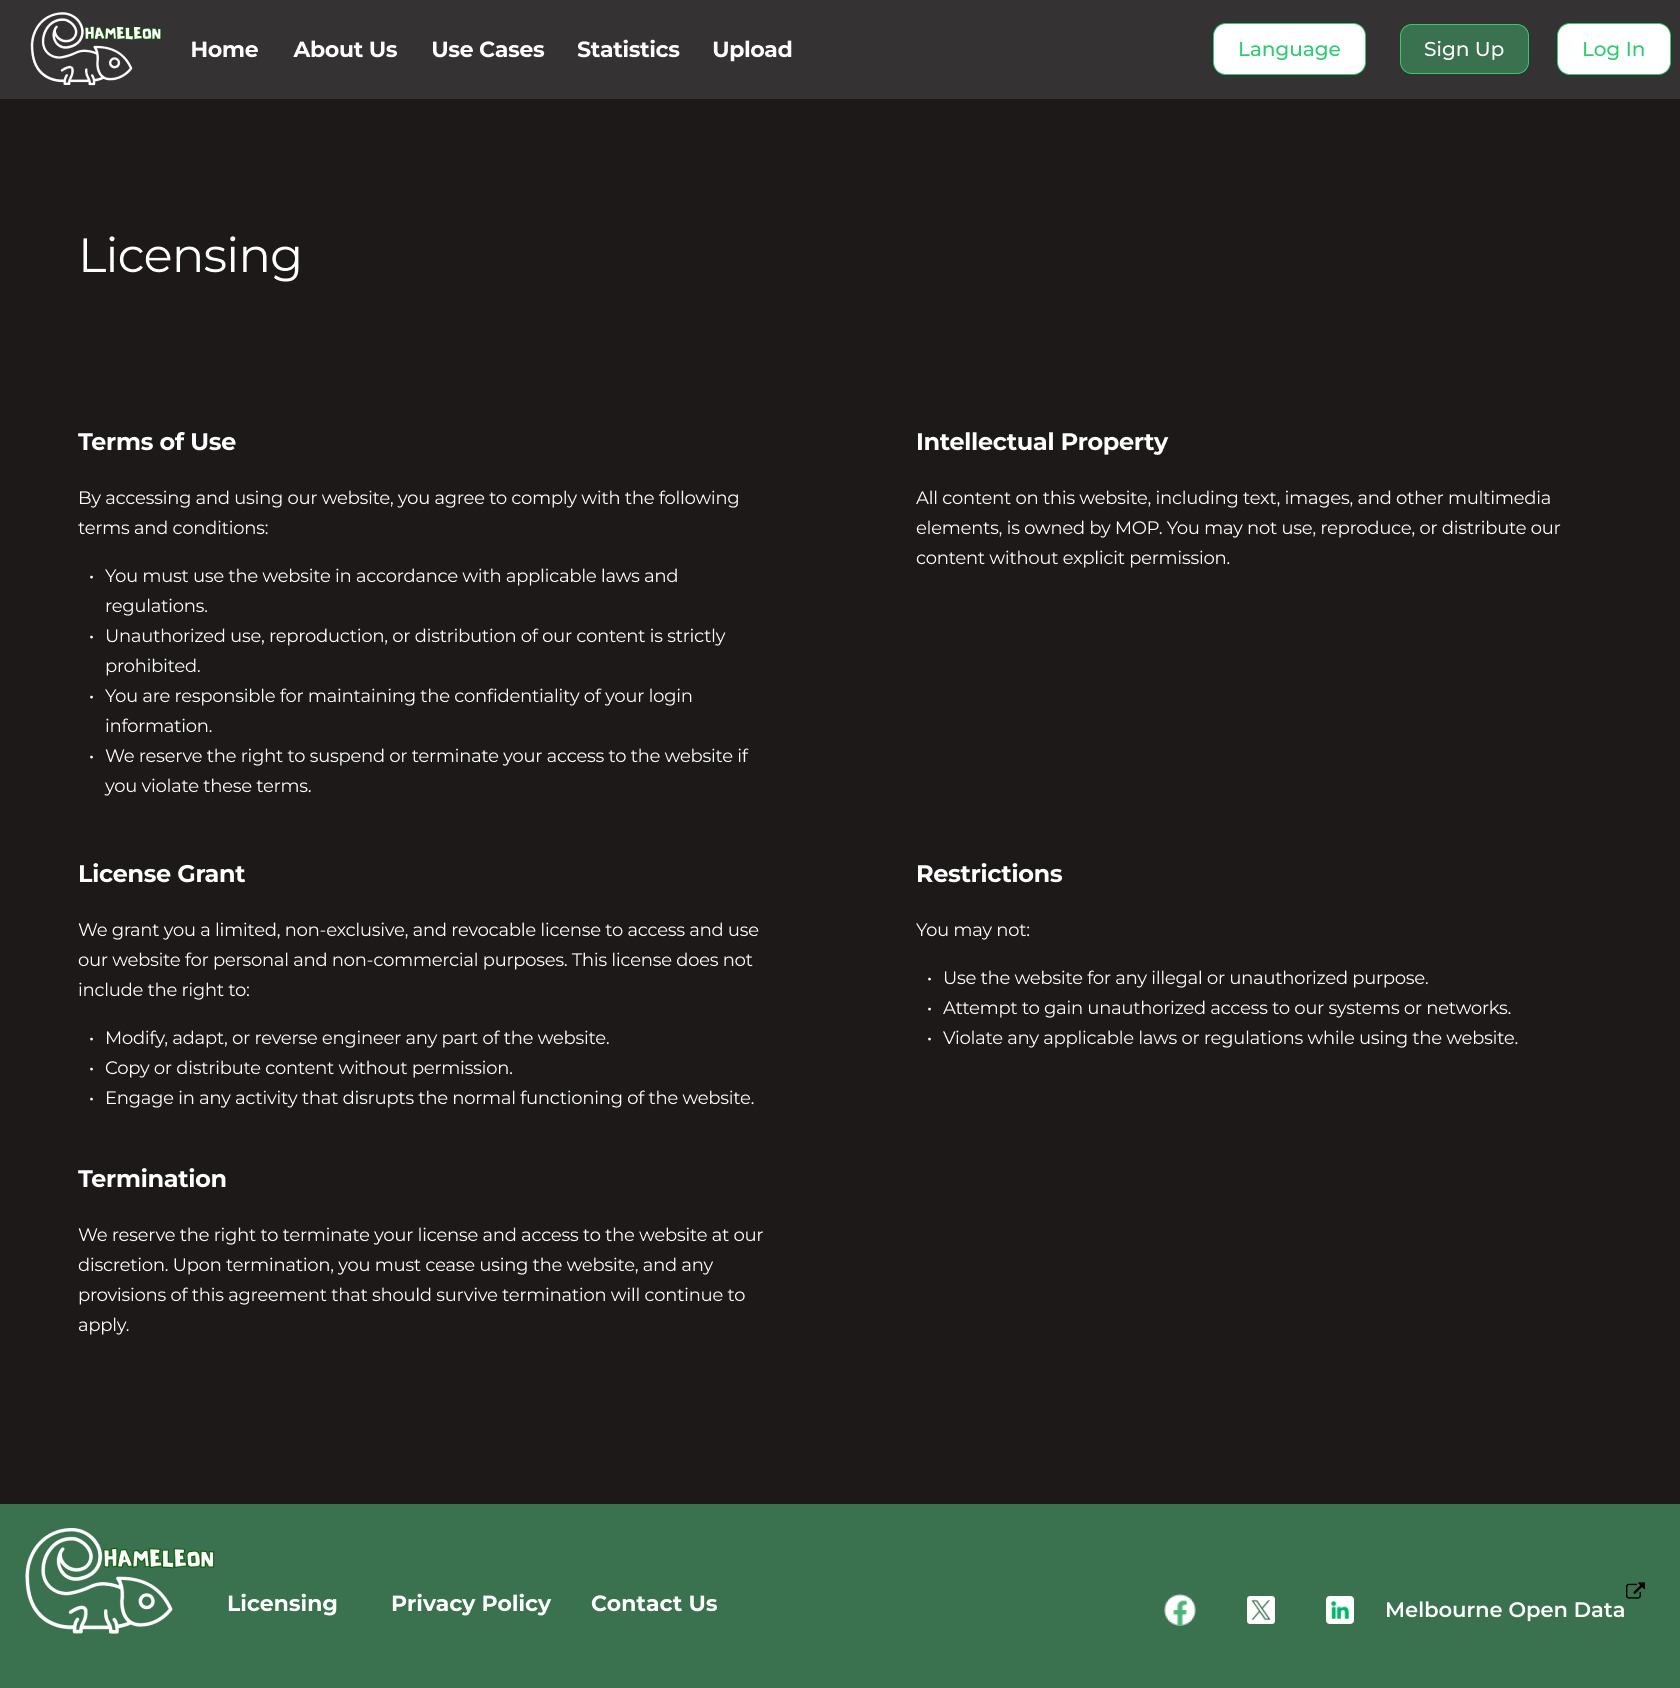 HAMELEON
Home About Us Use Cases Statistics Upload
Language Sign Up Log In
Licensing
Terms of Use
By accessing and using our website, you agree to comply with the following
terms and conditions:
• You must use the website in accordance with applicable laws and
regulations.
• Unauthorized use, reproduction, or distribution of our content is strictly
prohibited.
• You are responsible for maintaining the confidentiality of your login
information.
• We reserve the right to suspend or terminate your access to the website if
you violate these terms.
Intellectual Property
All content on this website, including text, images, and other multimedia
elements, is owned by MOP. You may not use, reproduce, or distribute our
content without explicit permission.
License Grant
We grant you a limited, non-exclusive, and revocable license to access and use
our website for personal and non-commercial purposes. This license does not
include the right to:
• Modify, adapt, or reverse engineer any part of the website.
• Copy or distribute content without permission.
• Engage in any activity that disrupts the normal functioning of the website.
Restrictions
You may not:
• Use the website for any illegal or unauthorized purpose.
• Attempt to gain unauthorized access to our systems or networks.
• Violate any applicable laws or regulations while using the website.
Termination
We reserve the right to terminate your license and access to the website at our
discretion. Upon termination, you must cease using the website, and any
provisions of this agreement that should survive termination will continue to
apply.
HAMELEON
Licensing Privacy Policy Contact Us
Melbourne Open Data